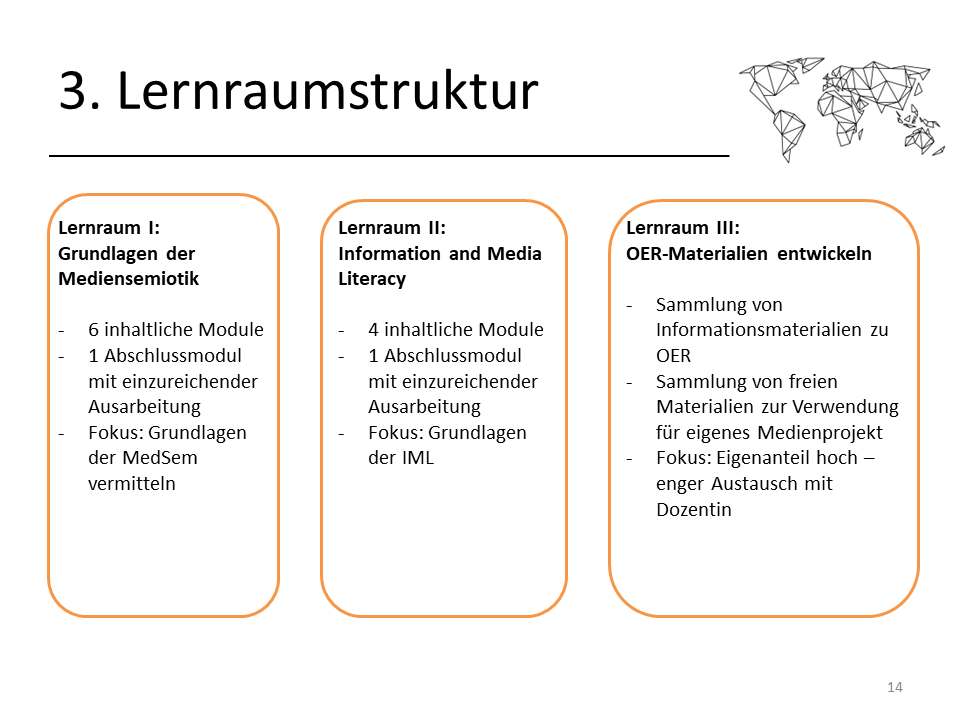 3. Lernraumstruktur
Lernraum I:
Grundlagen der
Mediensemiotik
- 6 inhaltliche Module
- 1 Abschlussmodul
mit einzureichender
Ausarbeitung
- Fokus: Grundlagen
der MedSem
vermitteln
Lernraum II:
Information and Media
Literacy
- 4 inhaltliche Module
- 1 Abschlussmodul
mit einzureichender
Ausarbeitung
- Fokus: Grundlagen
der IML
Lernraum III:
OER-Materialien entwickeln
- Sammlung von
Informationsmaterialien zu
OER
- Sammlung von freien
Materialien zur Verwendung
für eigenes Medienprojekt
- Fokus: Eigenanteil hoch –
enger Austausch mit
Dozentin
14